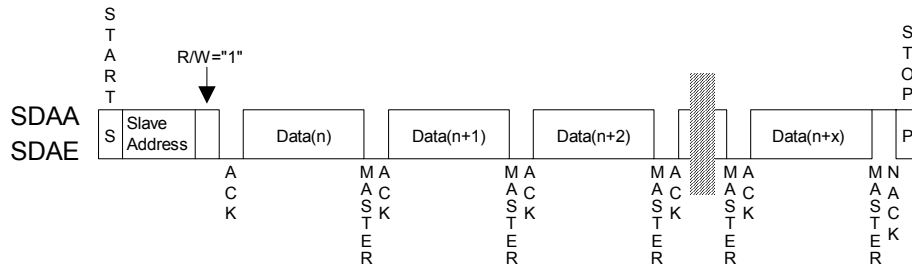 START
R/W="1"
STOP
SDAA
SDAE
S
Slave
Address
Data(n)
Data(n+1)
Data(n+2)
Data(n+x)
P
ACK
MASTER
ACK
MASTER
ACK
MASTER
ACK
MASTER
ACK
MASTER
NACK